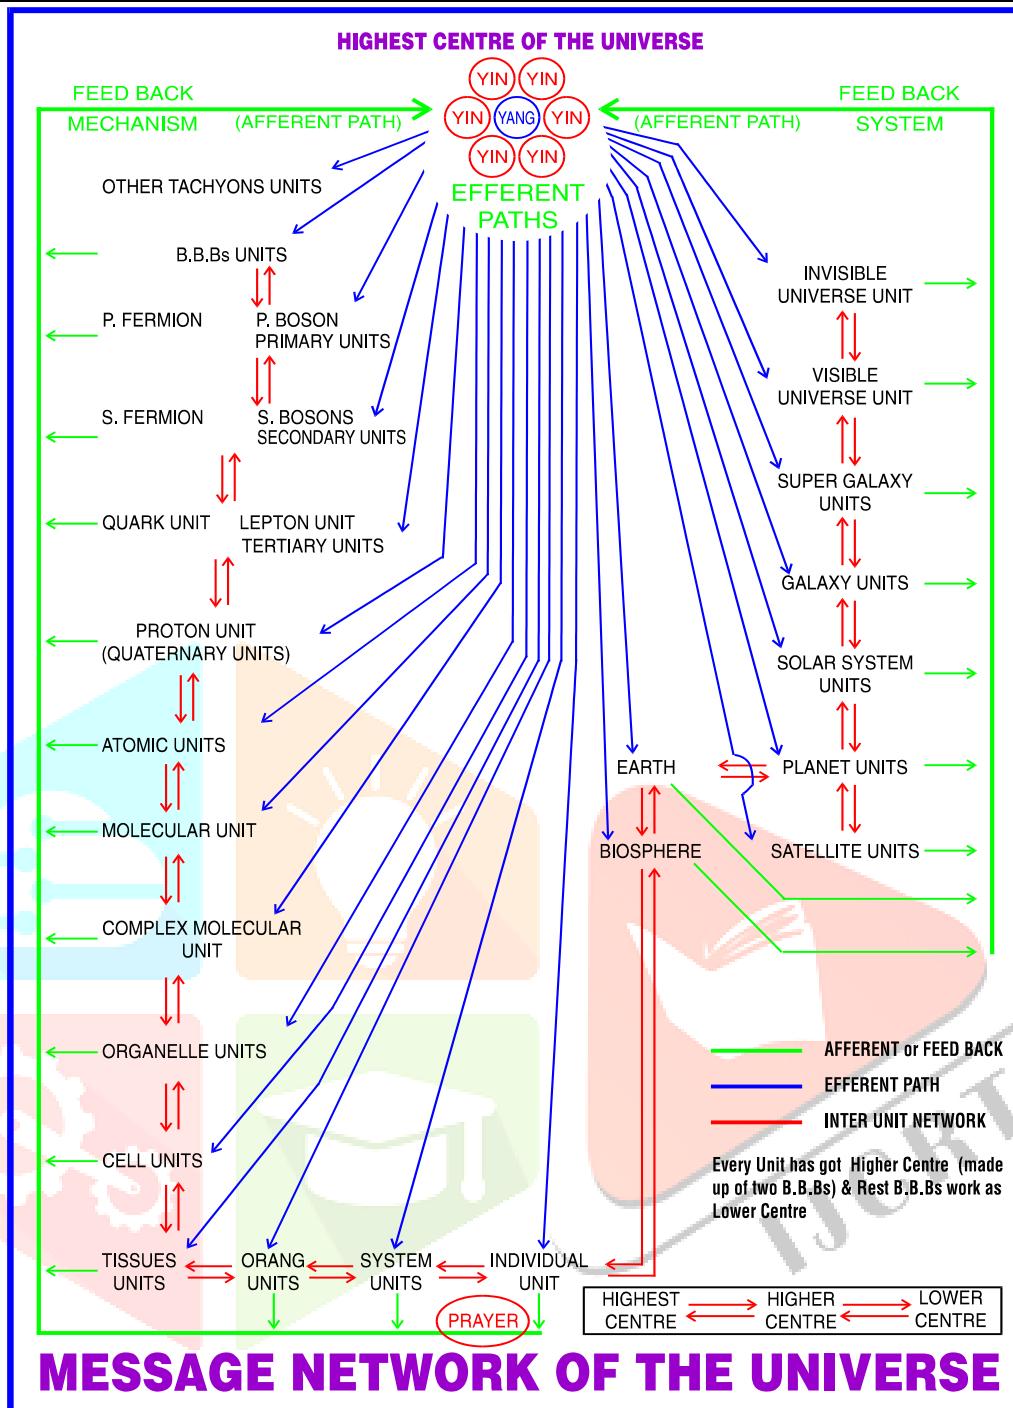 HIGHEST CENTRE OF THE UNIVERSE
YIN YIN
YIN YANG YIN
YIN YIN
FEED BACK
MECHANISM (AFFERENT PATH)
FEED BACK
(AFFERENT PATH) SYSTEM
EFFERENT
PATHS
OTHER TACHYONS UNITS
B.B.Bs UNITS
P. FERMION P. BOSON
PRIMARY UNITS
S. FERMION S. BOSONS
SECONDARY UNITS
QUARK UNIT LEPTON UNIT
TERTIARY UNITS
PROTON UNIT
(QUATERNARY UNITS)
ATOMIC UNITS
MOLECULAR UNIT
COMPLEX MOLECULAR
UNIT
ORGANELLE UNITS
CELL UNITS
TISSUES
UNITS
ORANG
UNITS
SYSTEM
UNITS
INDIVIDUAL
UNIT
PRAYER
INVISIBLE
UNIVERSE UNIT
VISIBLE
UNIVERSE UNIT
SUPER GALAXY
UNITS
GALAXY UNITS
SOLAR SYSTEM
UNITS
EARTH
PLANET UNITS
BIOSPHERE
SATELLITE UNITS
AFFERENT or FEED BACK
EFFERENT PATH
INTER UNIT NETWORK
Every Unit has got Higher Centre (made
up of two B.B.Bs) & Rest B.B.Bs work as
Lower Centre
IJCRT
HIGHEST
CENTRE
HIGHER
CENTRE
LOWER
CENTRE
MESSAGE NETWORK OF THE UNIVERSE